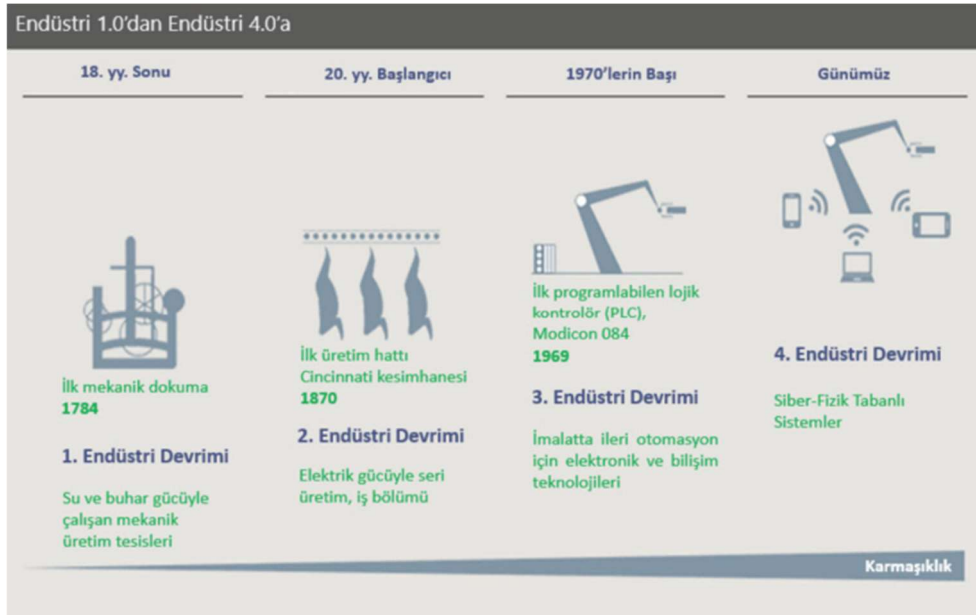 Endüstri 1.0'dan Endüstri 4.0'a
18. yy. Sonu
İlk mekanik dokuma
1784
1. Endüstri Devrimi
Su ve buhar gücüyle
çalışan mekanik
üretim tesisleri
20. yy. Başlangıcı
İlk üretim hattı
Cincinnati kesimhanesi
1870
2. Endüstri Devrimi
Elektrik gücüyle seri
üretim, iş bölümü
1970'lerin Başı
İlk programlabilen lojik
kontrolör (PLC),
Modicon 084
1969
3. Endüstri Devrimi
İmalatta ileri otomasyon
için elektronik ve bilişim
teknolojileri
Günümüz
4. Endüstri Devrimi
Siber-Fizik Tabanlı
Sistemler
Karmaşıklık